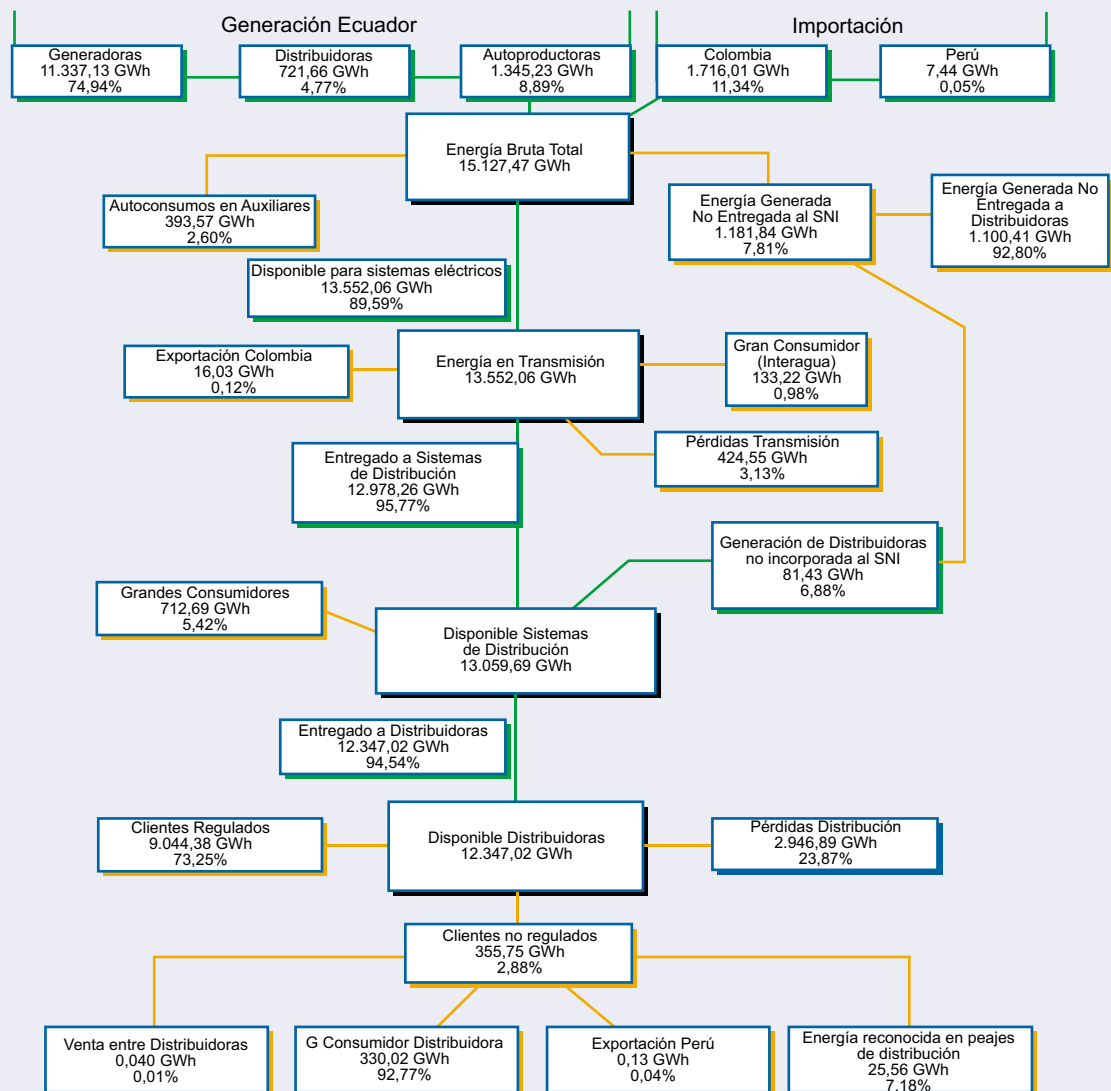 Generación Ecuador
Importación
Generadoras
11.337,13 GWh
74,94%
Distribuidoras
721,66 GWh
4,77%
Autoproductoras
1.345,23 GWh
8,89%
Colombia
1.716,01 GWh
11,34%
Perú
7,44 GWh
0,05%
Energía Bruta Total
15.127,47 GWh
Autoconsumos en Auxiliares
393,57 GWh
2,60%
Energía Generada
No Entregada al SNI
1.181,84 GWh
7,81%
Energía Generada No
Entregada a
Distribuidoras
1.100,41 GWh
92,80%
Disponible para sistemas eléctricos
13.552,06 GWh
89,59%
Exportación Colombia
16,03 GWh
0,12%
Energía en Transmisión
13.552,06 GWh
Gran Consumidor
(Interagua)
133,22 GWh
0,98%
Pérdidas Transmisión
424,55 GWh
3,13%
Entregado a Sistemas
de Distribución
12.978,26 GWh
95,77%
Generación de Distribuidoras
no incorporada al SNI
81,43 GWh
6,88%
Grandes Consumidores
712,69 GWh
5,42%
Disponible Sistemas
de Distribución
13.059,69 GWh
Entregado a Distribuidoras
12.347,02 GWh
94,54%
Clientes Regulados
9.044,38 GWh
73,25%
Disponible Distribuidoras
12.347,02 GWh
Pérdidas Distribución
2.946,89 GWh
23,87%
Clientes no regulados
355,75 GWh
2,88%
Venta entre Distribuidoras
0,040 GWh
0,01%
G Consumidor Distribuidora
330,02 GWh
92,77%
Exportación Perú
0,13 GWh
0,04%
Energía reconocida en peajes
de distribución
25,56 GWh
7,18%